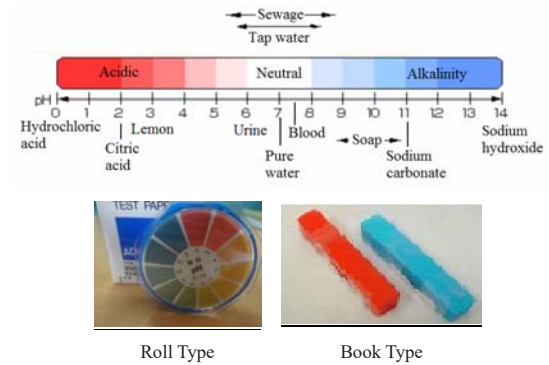 Sewage
Tap water
Acidic Neutral Alkalinity
pH
0 1 2 3 4 5 6 7 8 9 10 11 12 13 14
Hydrochloric acid
Citric acid
Lemon
Urine
Pure water
Blood
Soap
Sodium carbonate
Sodium hydroxide
TEST PAP
pH
Roll Type Book Type